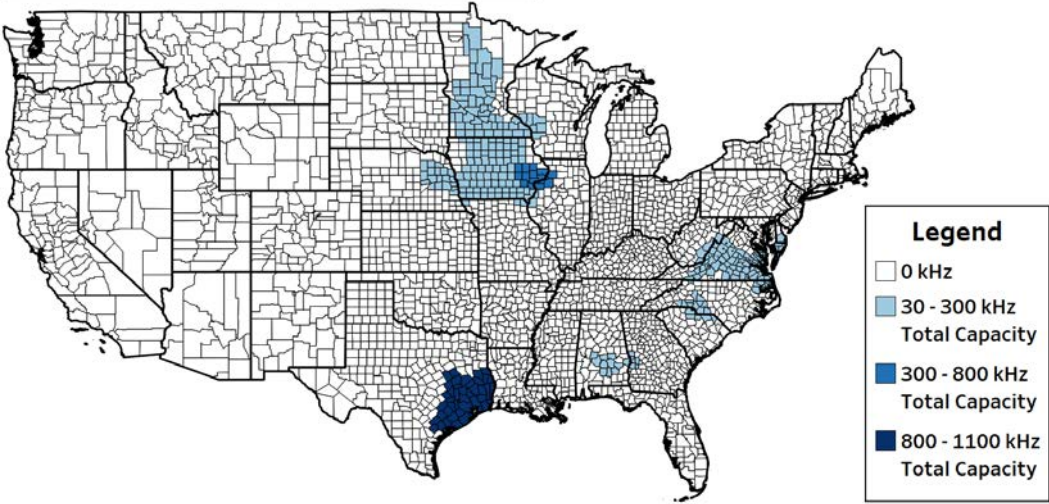 Legend
0 kHz
30 - 300 kHz
Total Capacity
300 - 800 kHz
Total Capacity
800 - 1100 kHz
Total Capacity